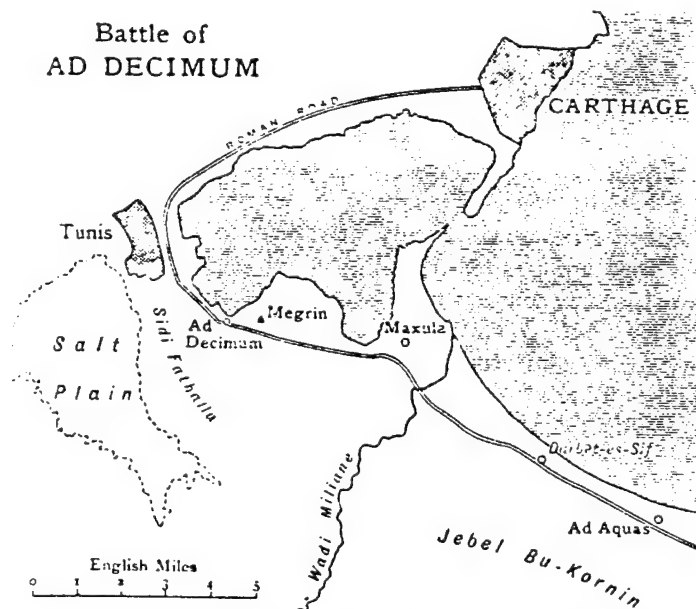 Battle of
AD DECIMUM
CARTHAGE
ROMAN ROAD
Tunis
Megrin
Ad
Decimum
Maxula
Salt
Plain
Sidi Fathalla
Wadi Miliane
Ad Aquas
Jebel Bu-Kornin
English Miles
0 1 2 3 4 5